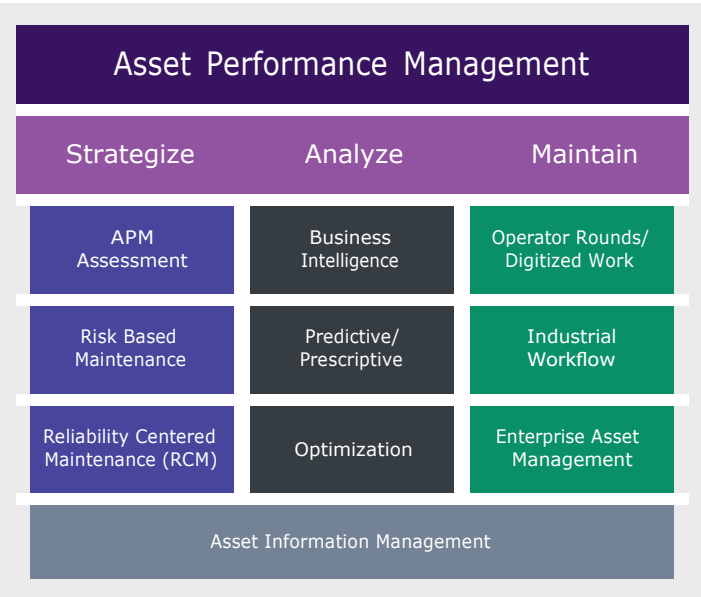 Asset Performance Management
Strategize
Analyze
Maintain
APM
Assessment
Business
Intelligence
Operator Rounds/
Digitized Work
Risk Based
Maintenance
Predictive/
Prescriptive
Industrial
Workflow
Reliability Centered
Maintenance (RCM)
Optimization
Enterprise Asset
Management
Asset Information Management